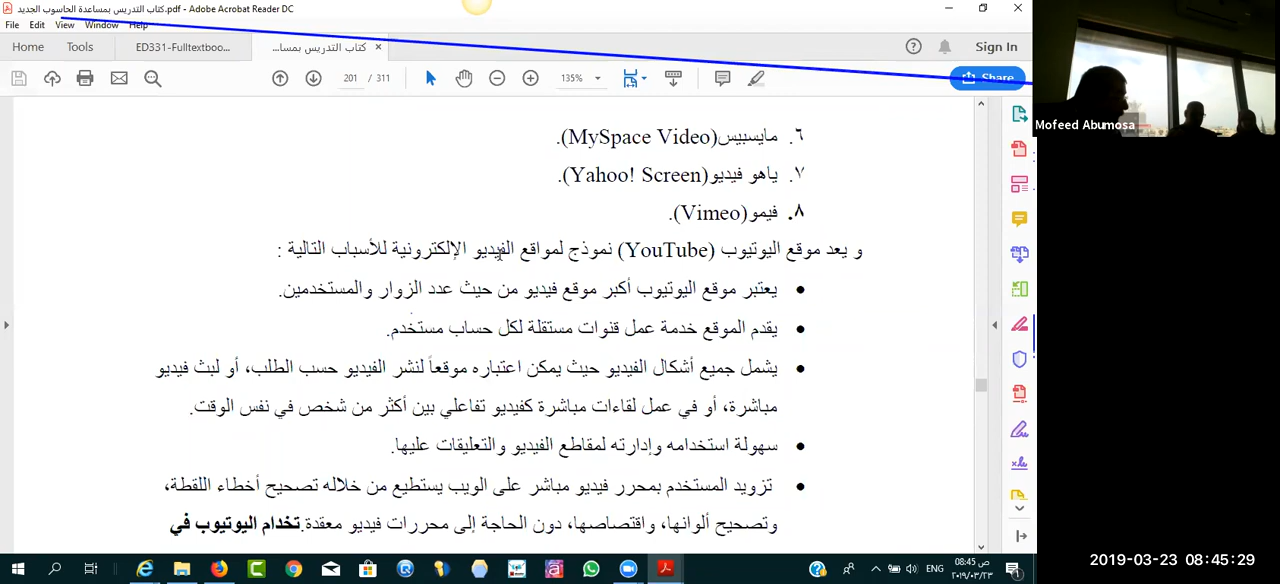 كتاب التدريس بمساعدة الحاسوب الجديد.pdf - Adobe Acrobat Reader DC
File Edit View Window Help
Home Tools ED331-Fulltextboo... كتاب التدريس بمسا... × Sign In
201 / 311 135% Share
Mofeed Abumosa
٦. مايسبيس(MySpace Video).
٧. ياهو فيديو(Yahoo! Screen).
٨. فيمو(Vimeo).
و يعد موقع اليوتيوب (YouTube) نموذج لمواقع الفيديو الإلكترونية للأسباب التالية :
• يعتبر موقع اليوتيوب أكبر موقع فيديو من حيث عدد الزوار والمستخدمين.
• يقدم الموقع خدمة عمل قنوات مستقلة لكل حساب مستخدم.
• يشمل جميع أشكال الفيديو حيث يمكن اعتباره موقعاً لنشر الفيديو حسب الطلب، أو لبث فيديو
مباشرة، أو في عمل لقاءات مباشرة كفيديو تفاعلي بين أكثر من شخص في نفس الوقت.
• سهولة استخدامه وإدارته لمقاطع الفيديو والتعليقات عليها.
• تزويد المستخدم بمحرر فيديو مباشر على الويب يستطيع من خلاله تصحيح أخطاء اللقطة،
وتصحيح ألوانها، واقتصاصها، دون الحاجة إلى محررات فيديو معقدة.تخدام اليوتيوب في
ENG ص 08:45
٢٠١٩/٠٣/٢٣
2019-03-23 08:45:29